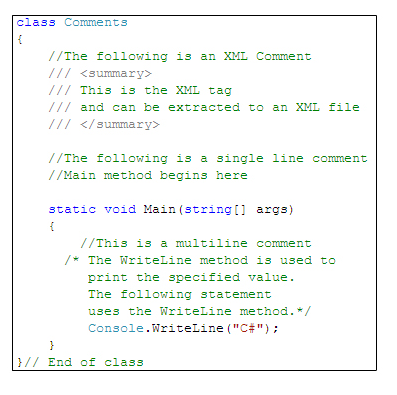 class Comments
{
//The following is an XML Comment
/// <summary>
/// This is the XML tag
/// and can be extracted to an XML file
/// </summary>
//The following is a single line comment
//Main method begins here
static void Main(string[] args)
{
//This is a multiline comment
/* The WriteLine method is used to
print the specified value.
The following statement
uses the WriteLine method.*/
Console.WriteLine("C#");
}
}// End of class